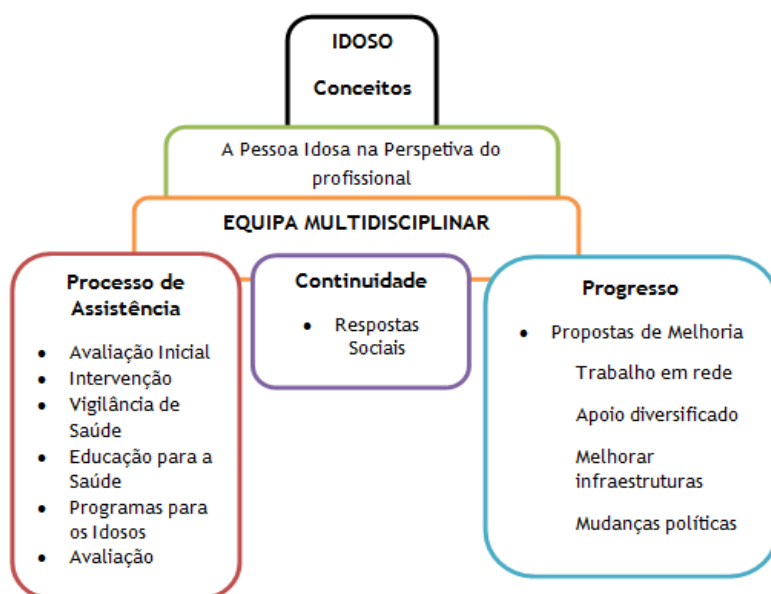 IDOSO
Conceitos
A Pessoa Idosa na Perspetiva do
profissional
EQUIPA MULTIDISCIPLINAR
Processo de
Assistência
• Avaliação Inicial
• Intervenção
• Vigilância de
Saúde
• Educação para a
Saúde
• Programas para
os Idosos
• Avaliação
Continuidade
• Respostas
Sociais
Progresso
• Propostas de Melhoria
Trabalho em rede
Apoio diversificado
Melhorar
infraestruturas
Mudanças políticas